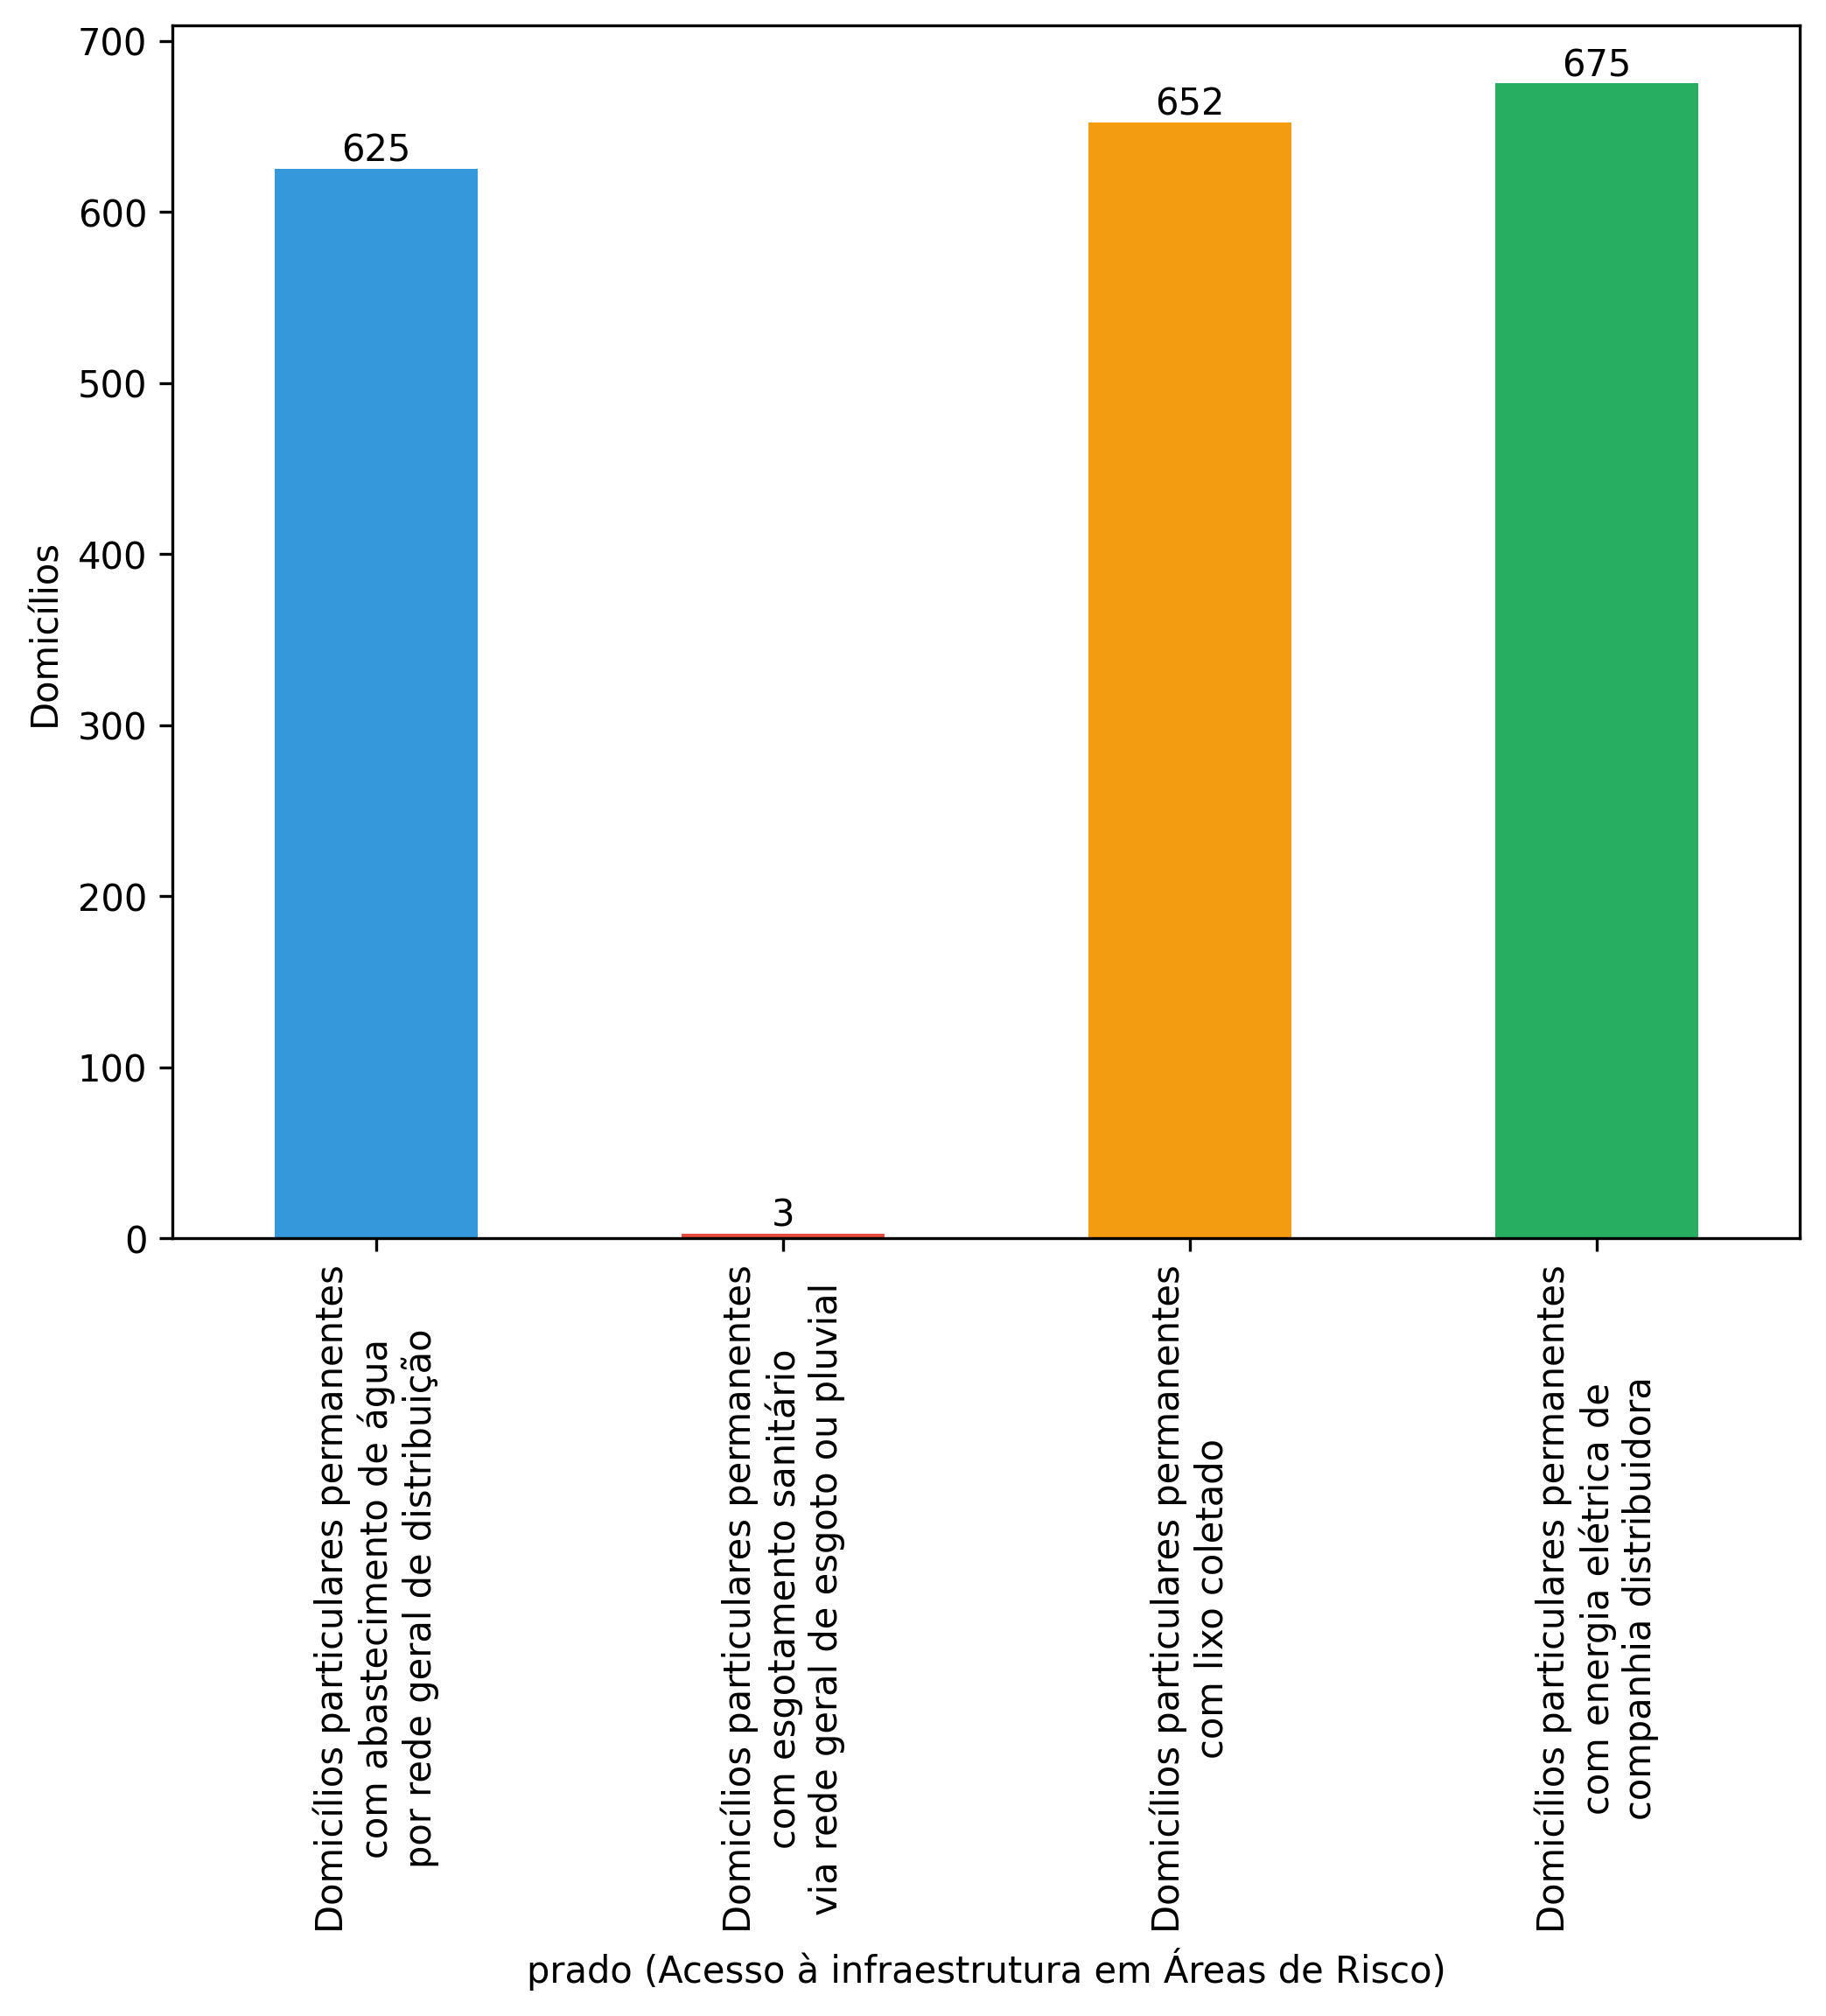 Domicílios
700
600
500
400
300
200
100
0
625
3
652
675
Domicílios particulares permanentes
com abastecimento de água
por rede geral de distribuição
Domicílios particulares permanentes
com esgotamento sanitário
via rede geral de esgoto ou pluvial
Domicílios particulares permanentes
com lixo coletado
Domicílios particulares permanentes
com energia elétrica de
companhia distribuidora
prado (Acesso à infraestrutura em Áreas de Risco)